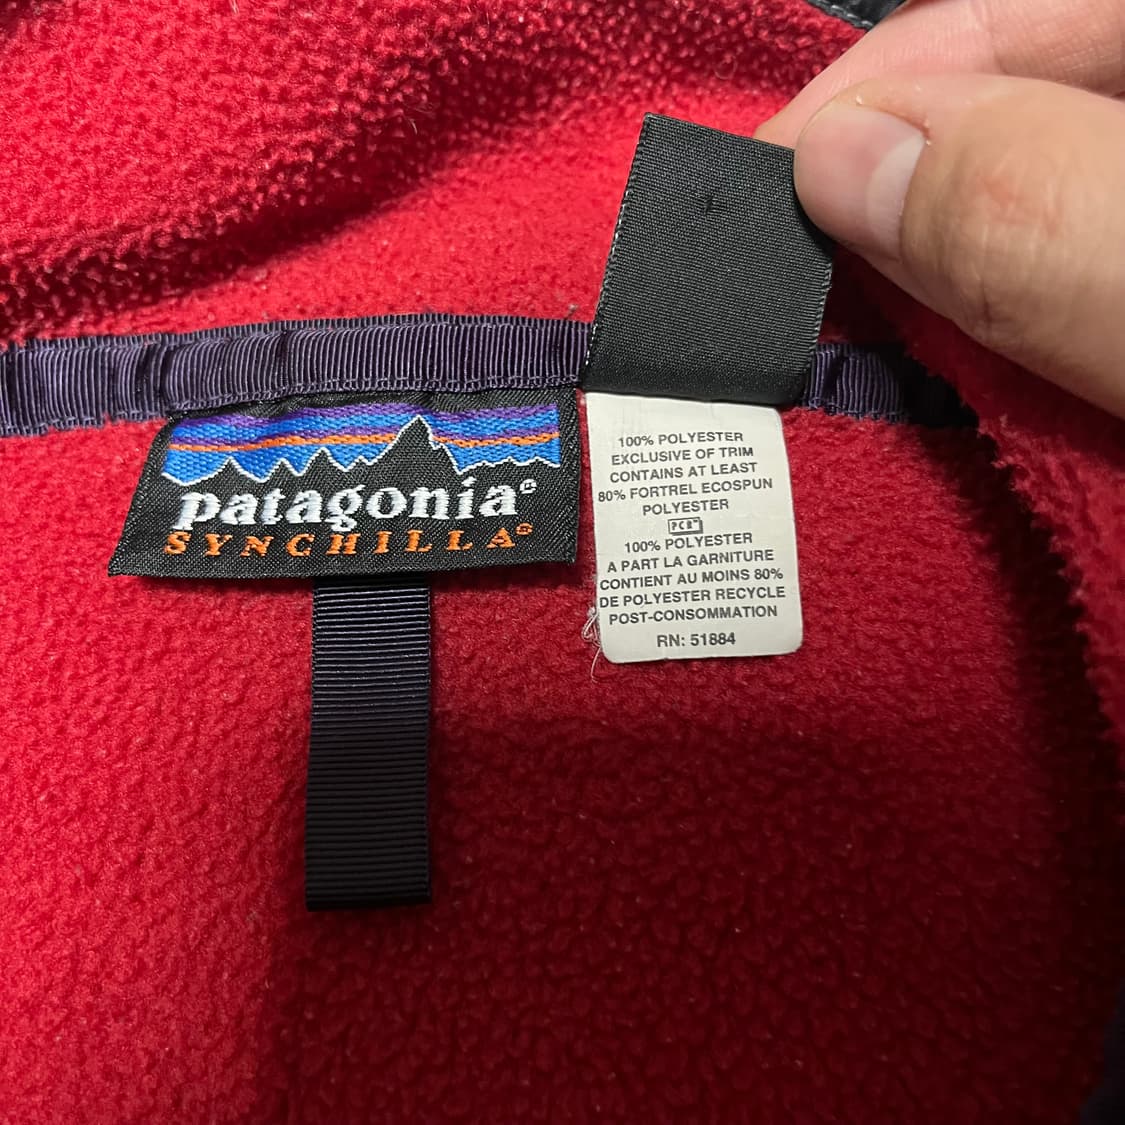 patagonia®
SYNCHILLA®
100% POLYESTER
EXCLUSIVE OF TRIM
CONTAINS AT LEAST
80% FORTREL ECOSPUN
POLYESTER
PCR™
100% POLYESTER
A PART LA GARNITURE
CONTIENT AU MOINS 80%
DE POLYESTER RECYCLE
POST-CONSOMMATION
RN: 51884